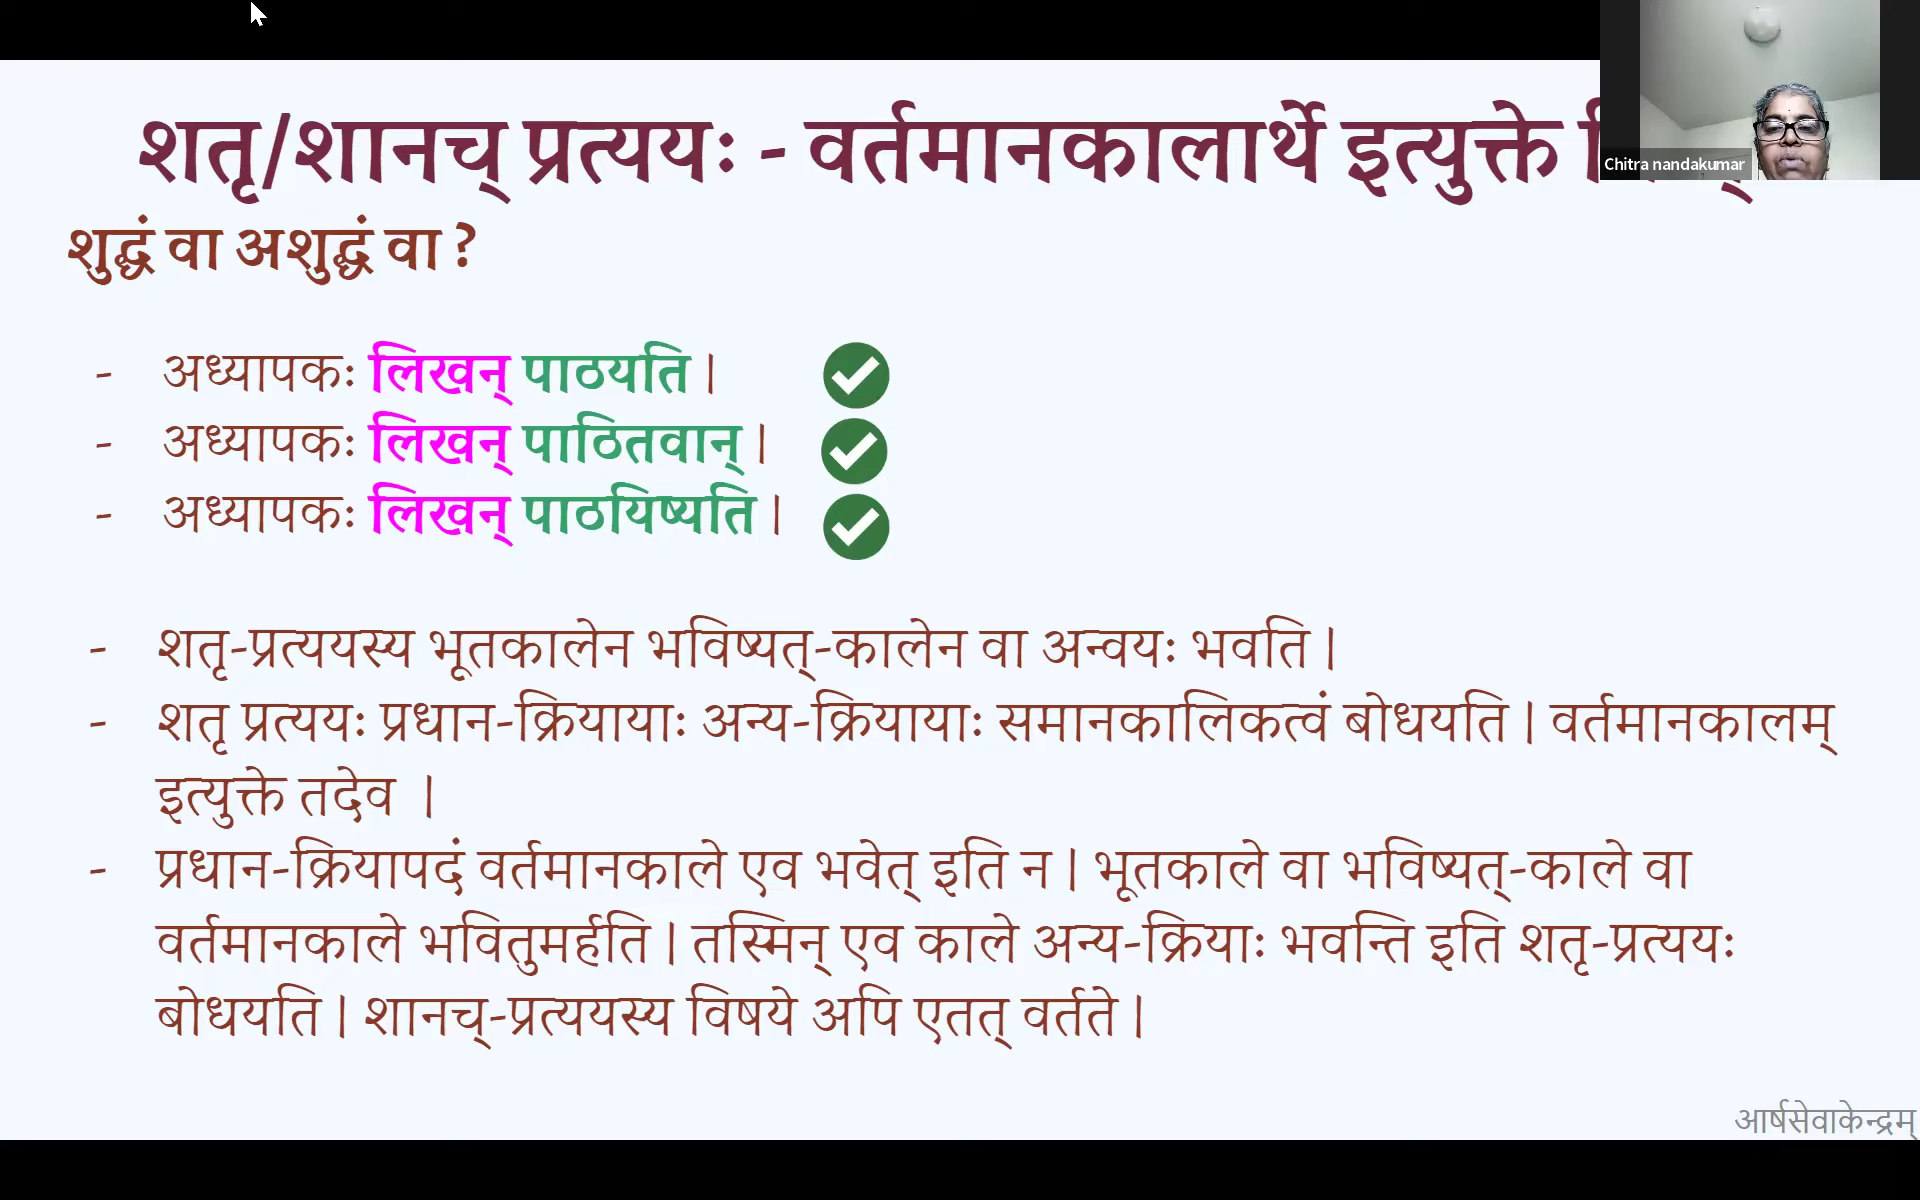 शतृ/शानच् प्रत्ययः - वर्तमानकालार्थे इत्युक्ते
Chitra nandakumar
शुद्धं वा अशुद्धं वा ?
- अध्यापकः लिखन् पाठयति |
- अध्यापकः लिखन् पाठितवान् |
- अध्यापकः लिखन् पाठयिष्यति |
- शतृ-प्रत्ययस्य भूतकालेन भविष्यत्-कालेन वा अन्वयः भवति |
- शतृ प्रत्ययः प्रधान-क्रियायाः अन्य-क्रियायाः समानकालिकत्वं बोधयति | वर्तमानकालम्
इत्युक्ते तदेव |
- प्रधान-क्रियापदं वर्तमानकाले एव भवेत् इति न | भूतकाले वा भविष्यत्-काले वा
वर्तमानकाले भवितुमर्हति | तस्मिन् एव काले अन्य-क्रियाः भवन्ति इति शतृ-प्रत्ययः
बोधयति | शानच्-प्रत्ययस्य विषये अपि एतत् वर्तते |
आर्षसेवाकेन्द्रम्